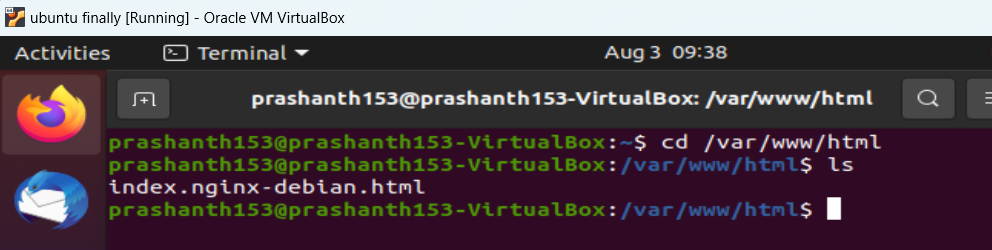 ubuntu finally [Running] - Oracle VM VirtualBox
Activities Terminal Aug 3 09:38
prashanth153@prashanth153-VirtualBox: /var/www/html
prashanth153@prashanth153-VirtualBox:~$ cd /var/www/html
prashanth153@prashanth153-VirtualBox:/var/www/html$ ls
index.nginx-debian.html
prashanth153@prashanth153-VirtualBox:/var/www/html$